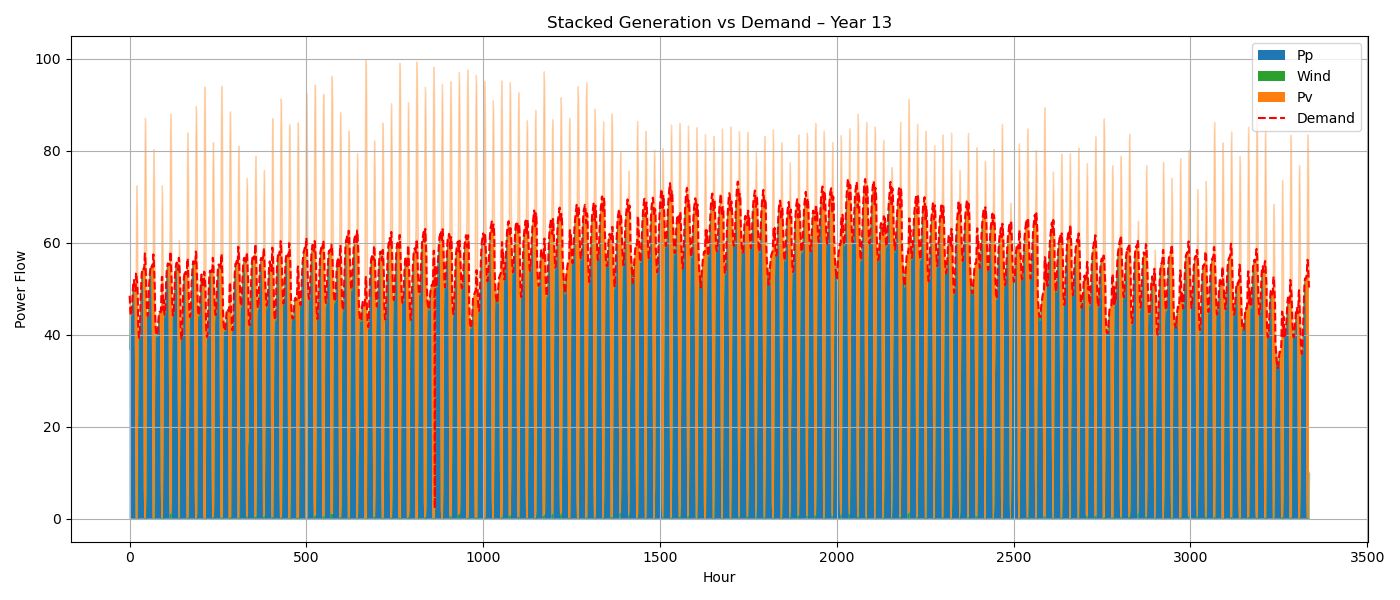 Stacked Generation vs Demand – Year 13
Pp
Wind
Pv
Demand
Power Flow
100
80
60
40
20
0
0 500 1000 1500 2000 2500 3000 3500
Hour